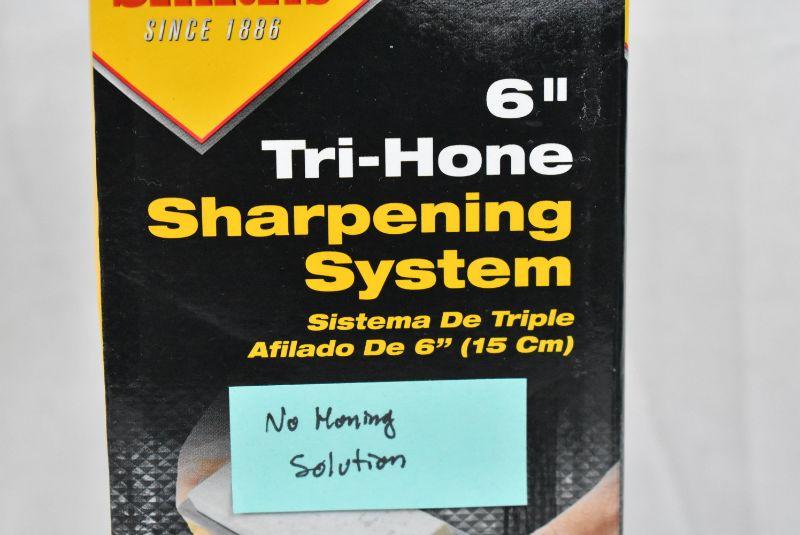 SINCE 1886
6"
Tri-Hone
Sharpening
System
Sistema De Triple
Afilado De 6” (15 Cm)
No Honing
Solution